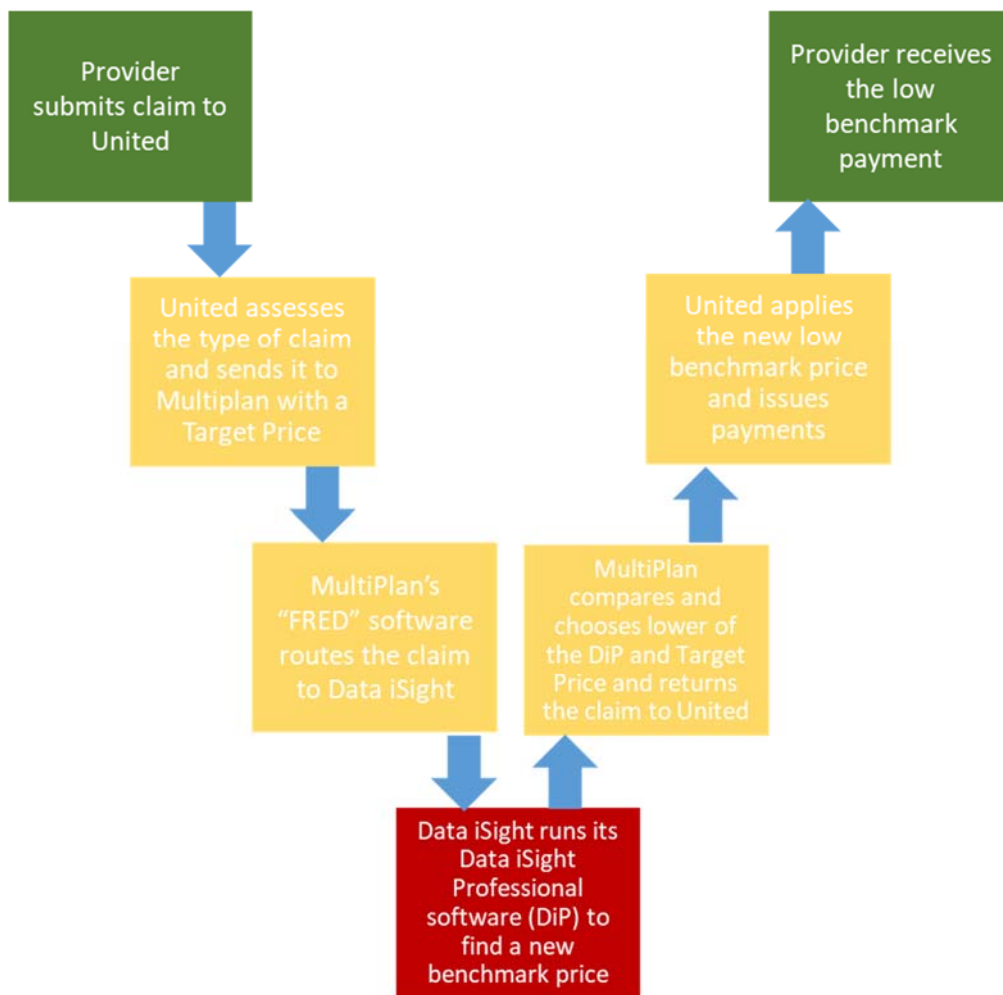 Provider
submits claim to
United
United assesses
the type of claim
and sends it to
Multiplan with a
Target Price
MultiPlan’s
“FRED” software
routes the claim
to Data iSight
Data iSight runs its
Data iSight
Professional
software (DiP) to
find a new
benchmark price
MultiPlan
compares and
chooses lower of
the DiP and Target
Price and returns
the claim to United
United applies
the new low
benchmark price
and issues
payments
Provider receives
the low
benchmark
payment